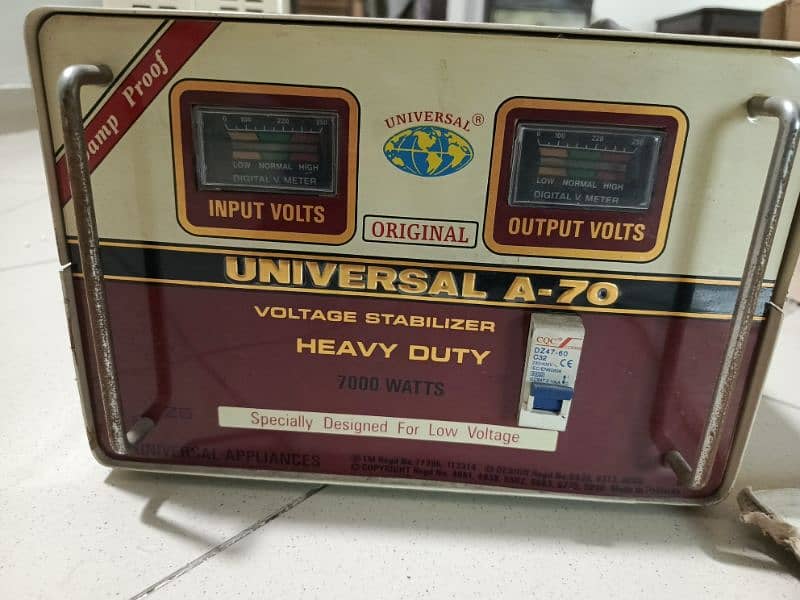 Damp Proof
0 100 220 250
LOW NORMAL HIGH
DIGITAL V. METER
INPUT VOLTS
UNIVERSAL®
ORIGINAL
0 100 220 250
LOW NORMAL HIGH
DIGITAL V. METER
OUTPUT VOLTS
UNIVERSAL A-70
VOLTAGE STABILIZER
HEAVY DUTY
7000 WATTS
CQC
DZ47-60
C32
CE
Specially Designed For Low Voltage
UNIVERSAL APPLIANCES